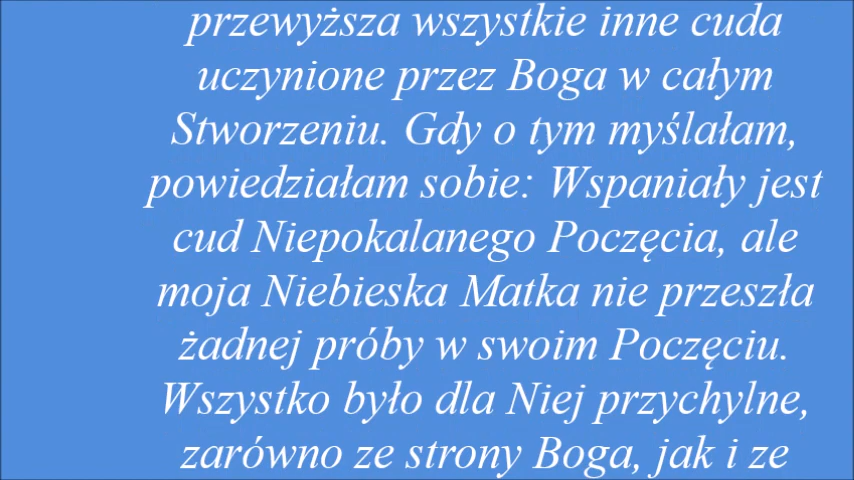 przewyższa wszystkie inne cuda
uczynione przez Boga w całym
Stworzeniu. Gdy o tym myślałam,
powiedziałam sobie: Wspaniały jest
cud Niepokalanego Poczęcia, ale
moja Niebieska Matka nie przeszła
żadnej próby w swoim Poczęciu.
Wszystko było dla Niej przychylne,
zarówno ze strony Boga, jak i ze